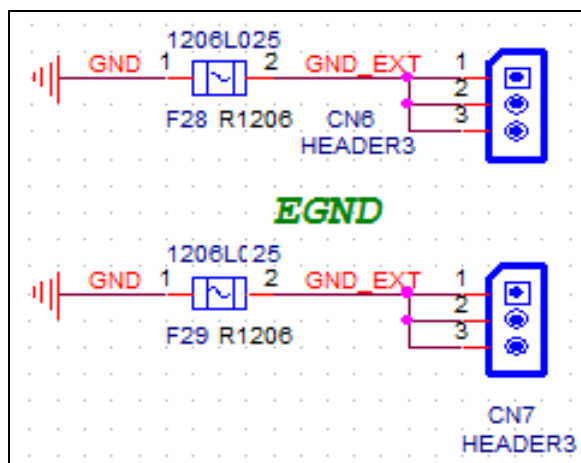 1206L025
GND 1 2 GND_EXT 1
2
3
F28 R1206 CN6
HEADER3
EGND
1206L025
GND 1 2 GND_EXT 1
2
3
F29 R1206
CN7
HEADER3